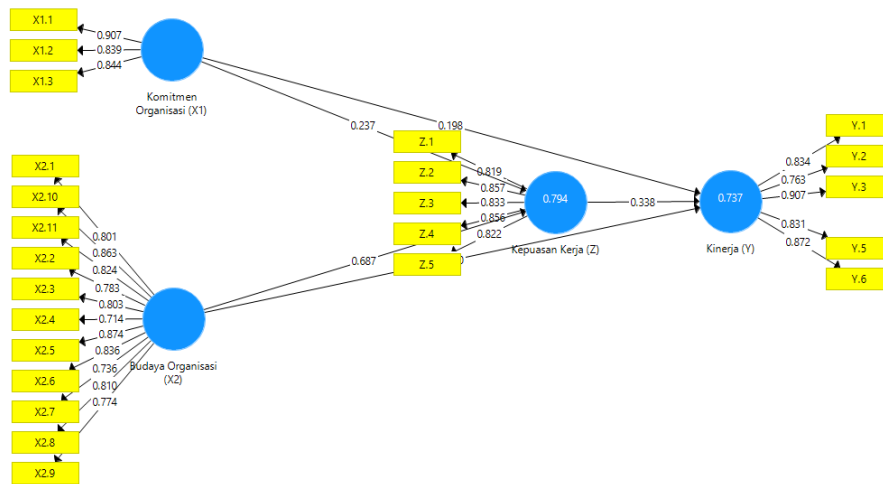 X1.1
0.907
X1.2
0.839
X1.3
0.844
Komitmen
Organisasi (X1)
0.237
0.198
X2.1
X2.10
X2.11
X2.2
X2.3
X2.4
X2.5
X2.6
X2.7
X2.8
X2.9
0.801
0.863
0.824
0.783
0.803
0.714
0.874
0.836
0.736
0.810
0.774
Budaya Organisasi
(X2)
0.687
Z.1
Z.2
Z.3
Z.4
Z.5
0.819
0.857
0.833
0.856
0.822
0.794
Kepuasan Kerja (Z)
0.338
0.737
Kinerja (Y)
0.834
0.763
0.907
0.831
0.872
Y.1
Y.2
Y.3
Y.5
Y.6